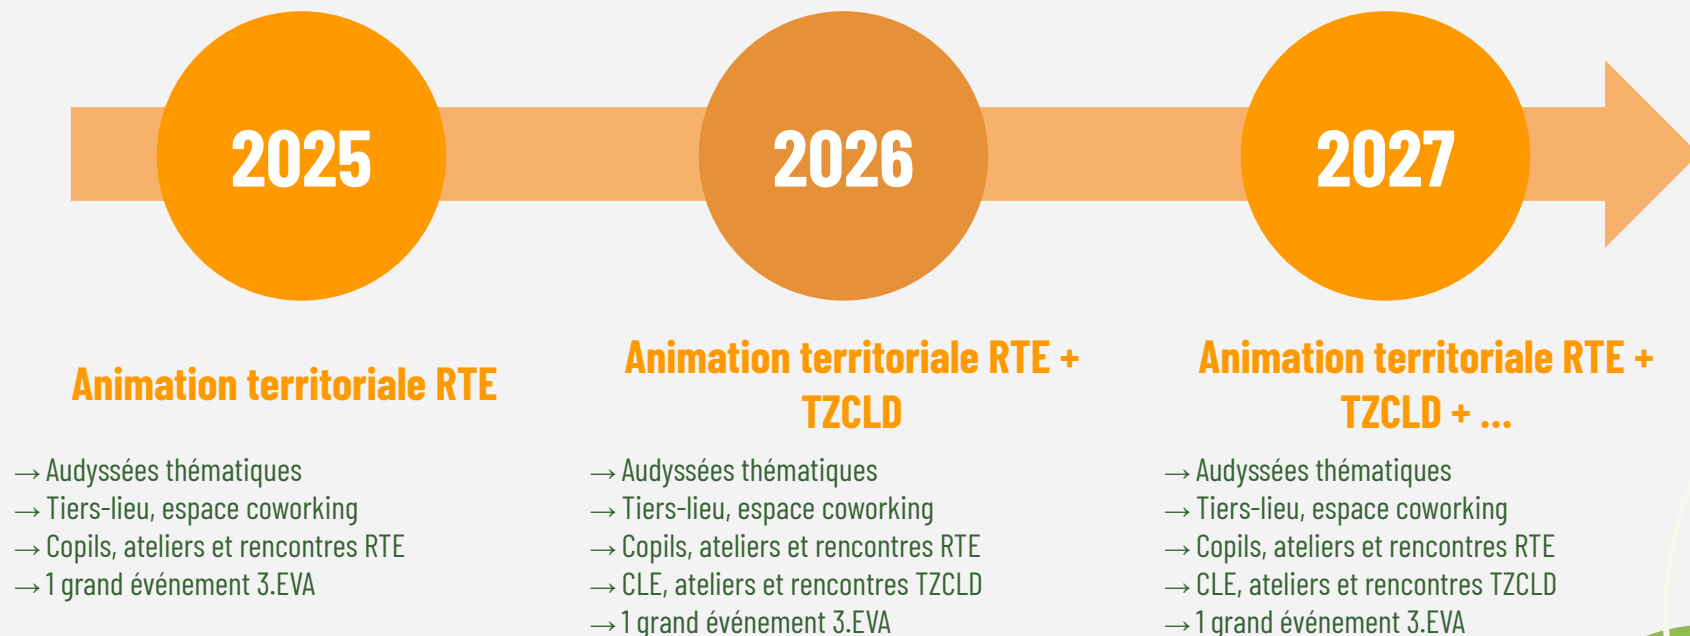 2025
2026
2027
Animation territoriale RTE
→ Audyssées thématiques
→ Tiers-lieu, espace coworking
→ Copils, ateliers et rencontres RTE
→ 1 grand événement 3.EVA
Animation territoriale RTE +
TZCLD
→ Audyssées thématiques
→ Tiers-lieu, espace coworking
→ Copils, ateliers et rencontres RTE
→ CLE, ateliers et rencontres TZCLD
→ 1 grand événement 3.EVA
Animation territoriale RTE +
TZCLD + ...
→ Audyssées thématiques
→ Tiers-lieu, espace coworking
→ Copils, ateliers et rencontres RTE
→ CLE, ateliers et rencontres TZCLD
→ 1 grand événement 3.EVA